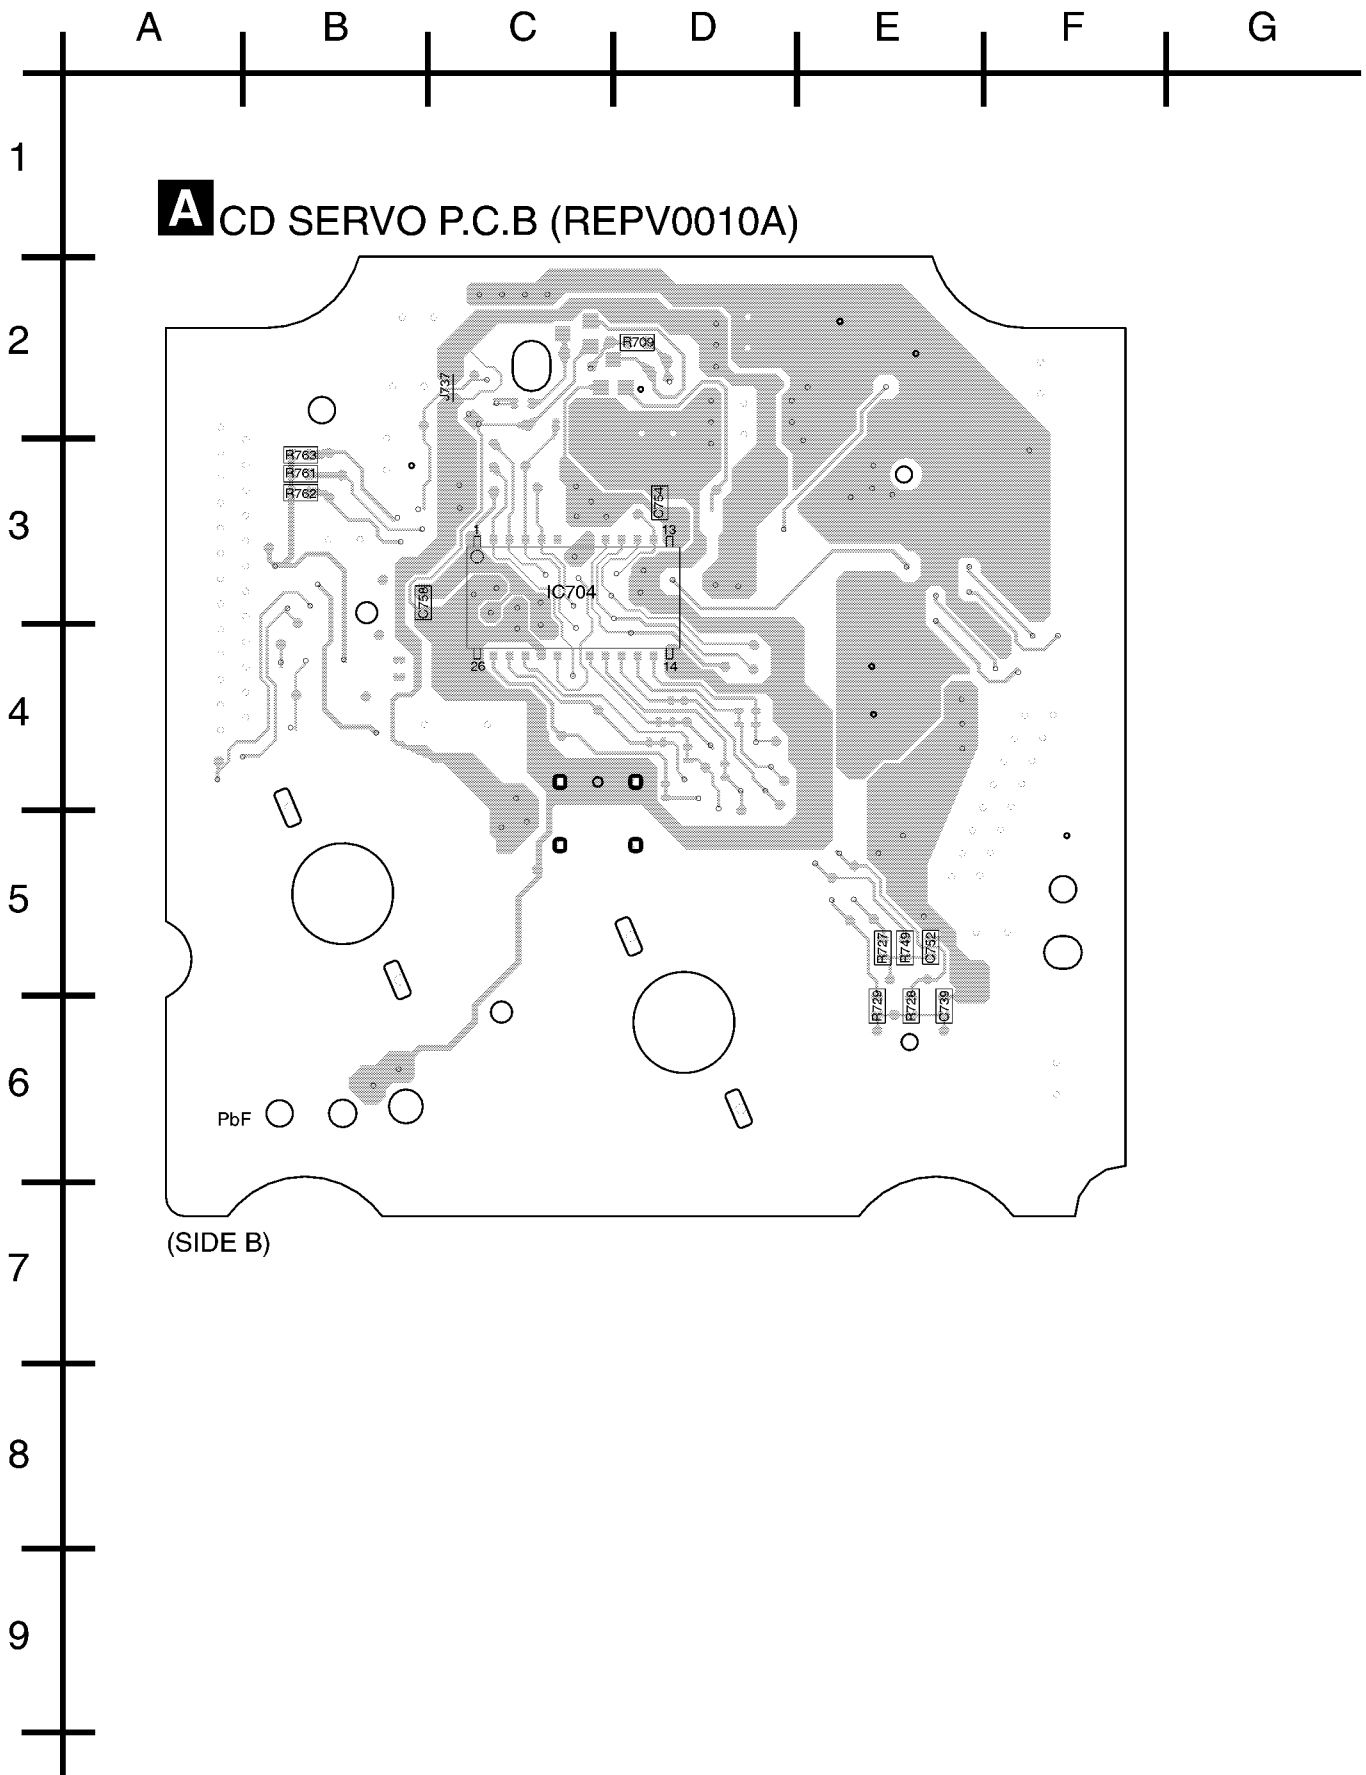 A B C D E F G
1
A CD SERVO P.C.B (REPV0010A)
2
R709
J737
R763
R761
R762
3
C754
1 13
IC704
C758
26 14
4
5
R727 R749 C752
R729 R728 C739
6
PbF
(SIDE B)
7
8
9